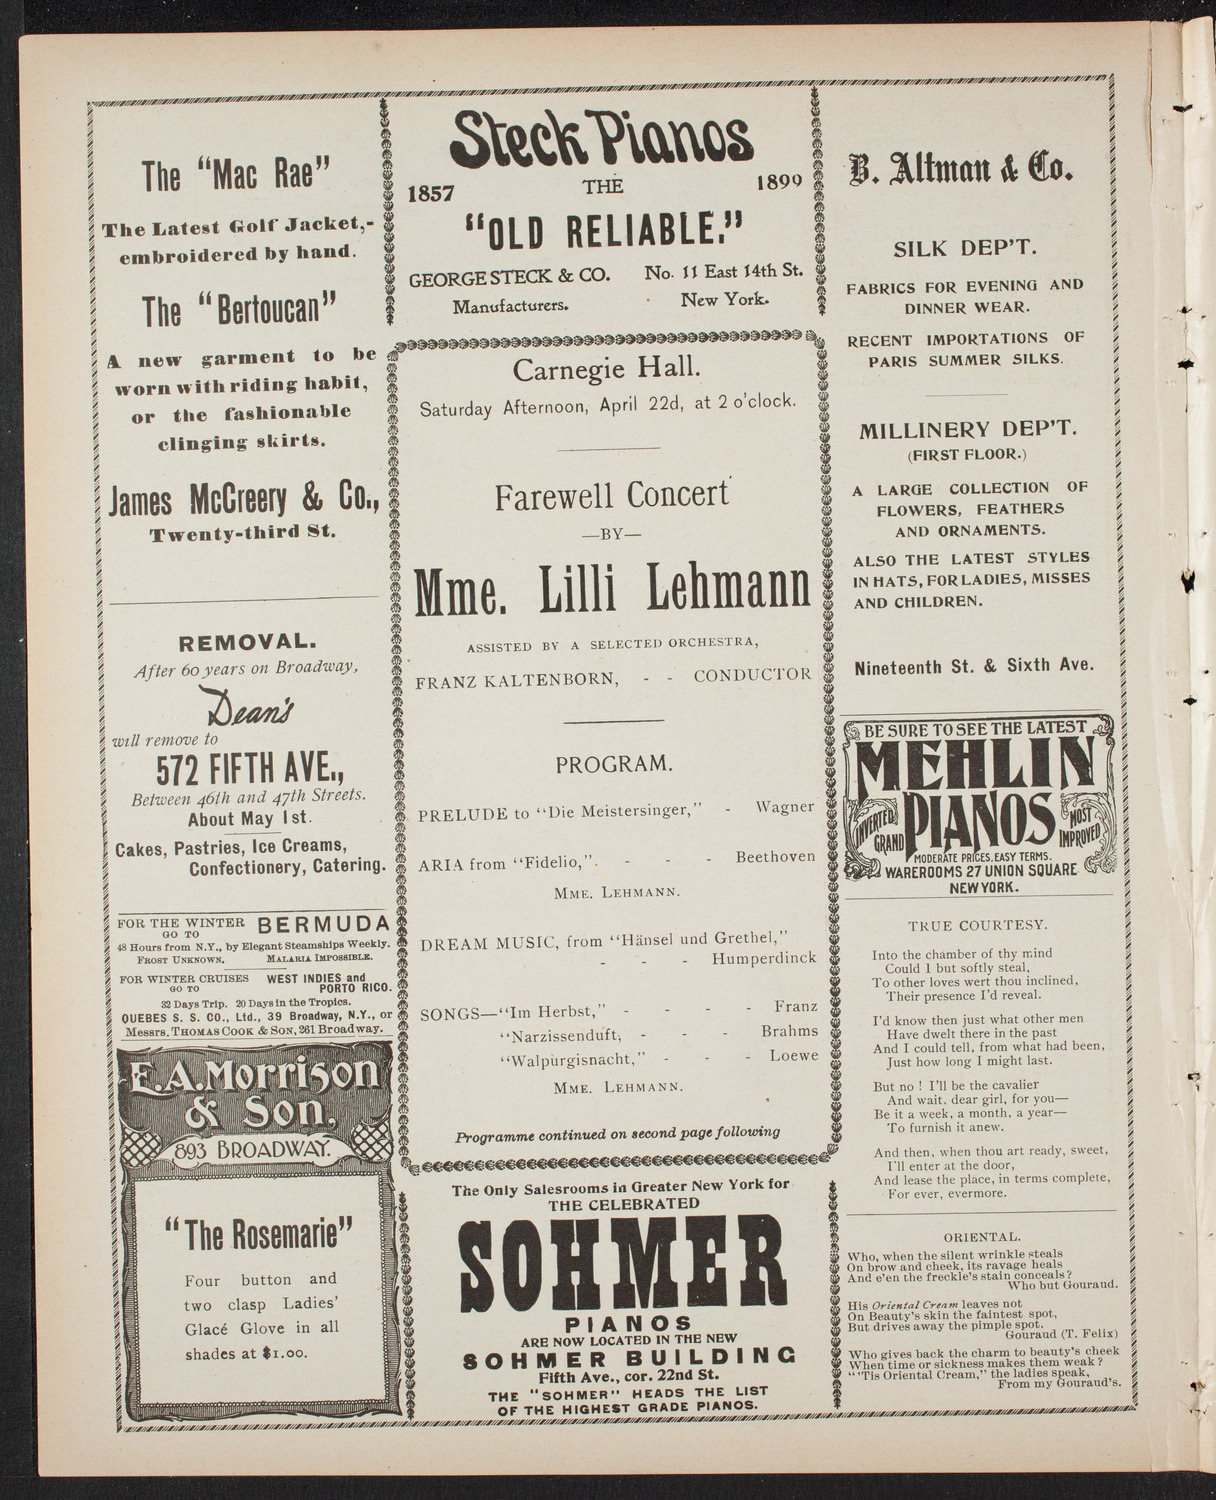 The "Mac Rae"
The Latest Golf Jacket,-
embroidered by hand.
The "Bertoucan"
A new garment to be
worn with riding habit,
or the fashionable
clinging skirts.
James McCreery & Co.,
Twenty-third St.
REMOVAL.
After 60 years on Broadway,
Dean's
will remove to
572 FIFTH AVE.,
Between 46th and 47th Streets.
About May 1st.
Cakes, Pastries, Ice Creams,
Confectionery, Catering.
FOR THE WINTER
GO TO
BERMUDA
48 Hours from N.Y., by Elegant Steamships Weekly.
FROST UNKNOWN. MALARIA IMPOSSIBLE.
FOR WINTER CRUISES
GO TO
WEST INDIES and
PORTO RICO.
32 Days Trip. 20 Days in the Tropics.
QUEBES S. S. CO., Ltd., 39 Broadway, N.Y., or
Messrs. THOMAS COOK & SON, 261 Broadway.
E.A.Morrison
& Son,
893 BROADWAY.
"The Rosemarie"
Four button and
two clasp Ladies'
Glacé Glove in all
shades at $1.00.
Steck Pianos
1857 THE 1899
"OLD RELIABLE."
GEORGE STECK & CO. No. 11 East 14th St.
Manufacturers. New York.
Carnegie Hall.
Saturday Afternoon, April 22d, at 2 o'clock.
Farewell Concert
—BY—
Mme. Lilli Lehmann
ASSISTED BY A SELECTED ORCHESTRA,
FRANZ KALTENBORN, - - CONDUCTOR
PROGRAM.
PRELUDE to "Die Meistersinger," - Wagner
ARIA from "Fidelio,". - - - Beethoven
MME. LEHMANN.
DREAM MUSIC, from "Hänsel und Grethel,"
- - - Humperdinck
SONGS—"Im Herbst," - - - - Franz
"Narzissenduft, - - - Brahms
"Walpurgisnacht," - - - Loewe
MME. LEHMANN.
Programme continued on second page following
The Only Salesrooms in Greater New York for
THE CELEBRATED
SOHMER
PIANOS
ARE NOW LOCATED IN THE NEW
SOHMER BUILDING
Fifth Ave., cor. 22nd St.
THE "SOHMER" HEADS THE LIST
OF THE HIGHEST GRADE PIANOS.
B. Altman & Co.
SILK DEP'T.
FABRICS FOR EVENING AND
DINNER WEAR.
RECENT IMPORTATIONS OF
PARIS SUMMER SILKS.
MILLINERY DEP'T.
(FIRST FLOOR.)
A LARGE COLLECTION OF
FLOWERS, FEATHERS
AND ORNAMENTS.
ALSO THE LATEST STYLES
IN HATS, FOR LADIES, MISSES
AND CHILDREN.
Nineteenth St. & Sixth Ave.
BE SURE TO SEE THE LATEST
MEHLIN
PIANOS
INVERTED
GRAND
MOST
IMPROVED
MODERATE PRICES, EASY TERMS.
WAREROOMS 27 UNION SQUARE
NEW YORK.
TRUE COURTESY.
Into the chamber of thy mind
Could I but softly steal,
To other loves wert thou inclined,
Their presence I'd reveal.
I'd know then just what other men
Have dwelt there in the past
And I could tell, from what had been,
Just how long I might last.
But no ! I'll be the cavalier
And wait, dear girl, for you—
Be it a week, a month, a year—
To furnish it anew.
And then, when thou art ready, sweet,
I'll enter at the door,
And lease the place, in terms complete,
For ever, evermore.
ORIENTAL.
Who, when the silent wrinkle steals
On brow and cheek, its ravage heals
And e'en the freckle's stain conceals?
Who but Gouraud.
His Oriental Cream leaves not
On Beauty's skin the faintest spot,
But drives away the pimple spot.
Gouraud (T. Felix)
Who gives back the charm to beauty's cheek
When time or sickness makes them weak?
"'Tis Oriental Cream," the ladies speak,
From my Gouraud's.